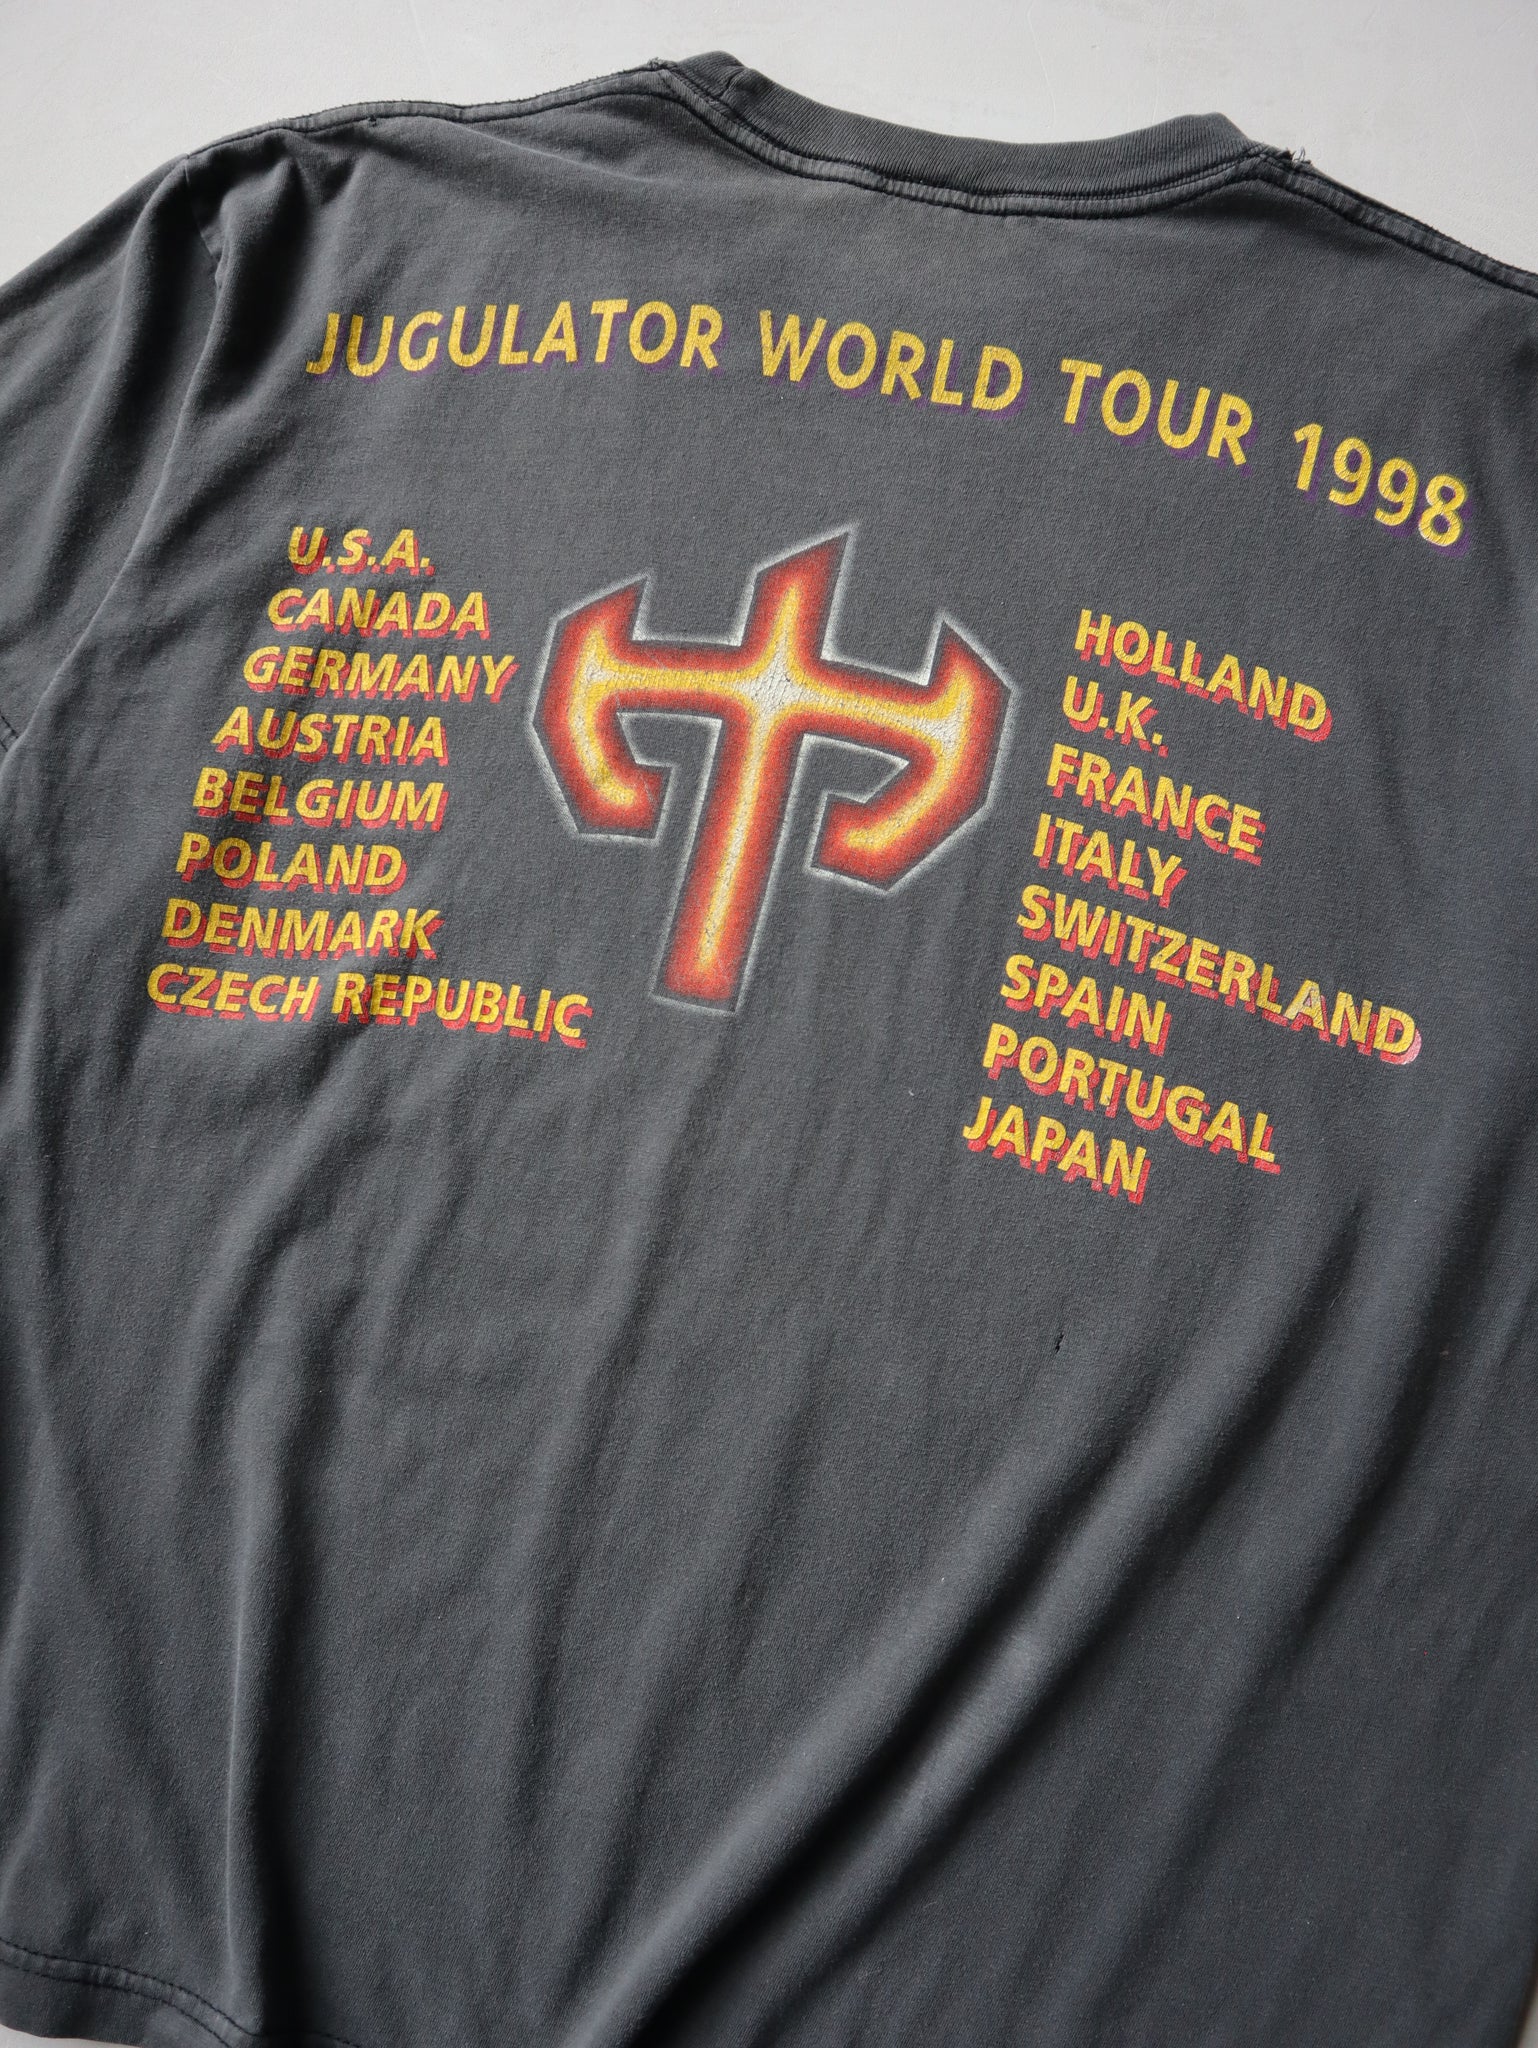 JUGULATOR WORLD TOUR 1998
U.S.A.
CANADA
GERMANY
AUSTRIA
BELGIUM
POLAND
DENMARK
CZECH REPUBLIC
HOLLAND
U.K.
FRANCE
ITALY
SWITZERLAND
SPAIN
PORTUGAL
JAPAN